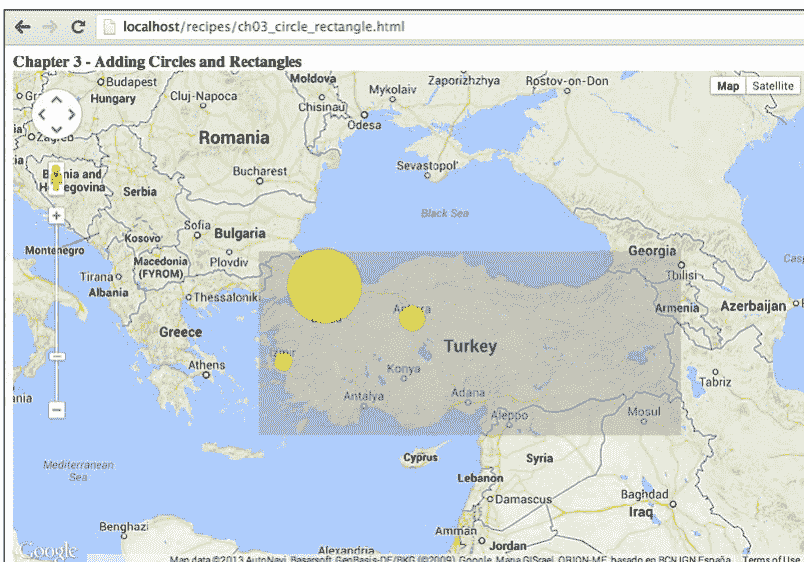 localhost/recipes/ch03_circle_rectangle.html
Chapter 3 - Adding Circles and Rectangles
Map Satellite
Budapest
Hungary
Cluj-Napoca
Moldova
Chisinau
Mykolaiv
Odesa
Zaporizhzhya
Rostov-on-Don
Romania
Bucharest
Sevastopol'
Serbia
Black Sea
Kosovo
Sofia
Bulgaria
Montenegro
Macedonia
(FYROM)
Plovdiv
Georgia
Tbilisi
Tirana
Albania
Thessaloniki
Armenia
Azerbaijan
Greece
Turkey
Athens
Izmir
Konya
Tabriz
Antalya
Adana
Aleppo
Mosul
Cyprus
Syria
Mediterranean
Sea
Lebanon
Damascus
Baghdad
Iraq
Benghazi
Amman
Jordan
Alexandria
Google
Map data ©2013 AutoNavi, Basarsoft, GeoBasis-DE/BKG (©2009), Google, Mapa GISrael, ORION-ME, basado en BCN IGN España Terms of Use